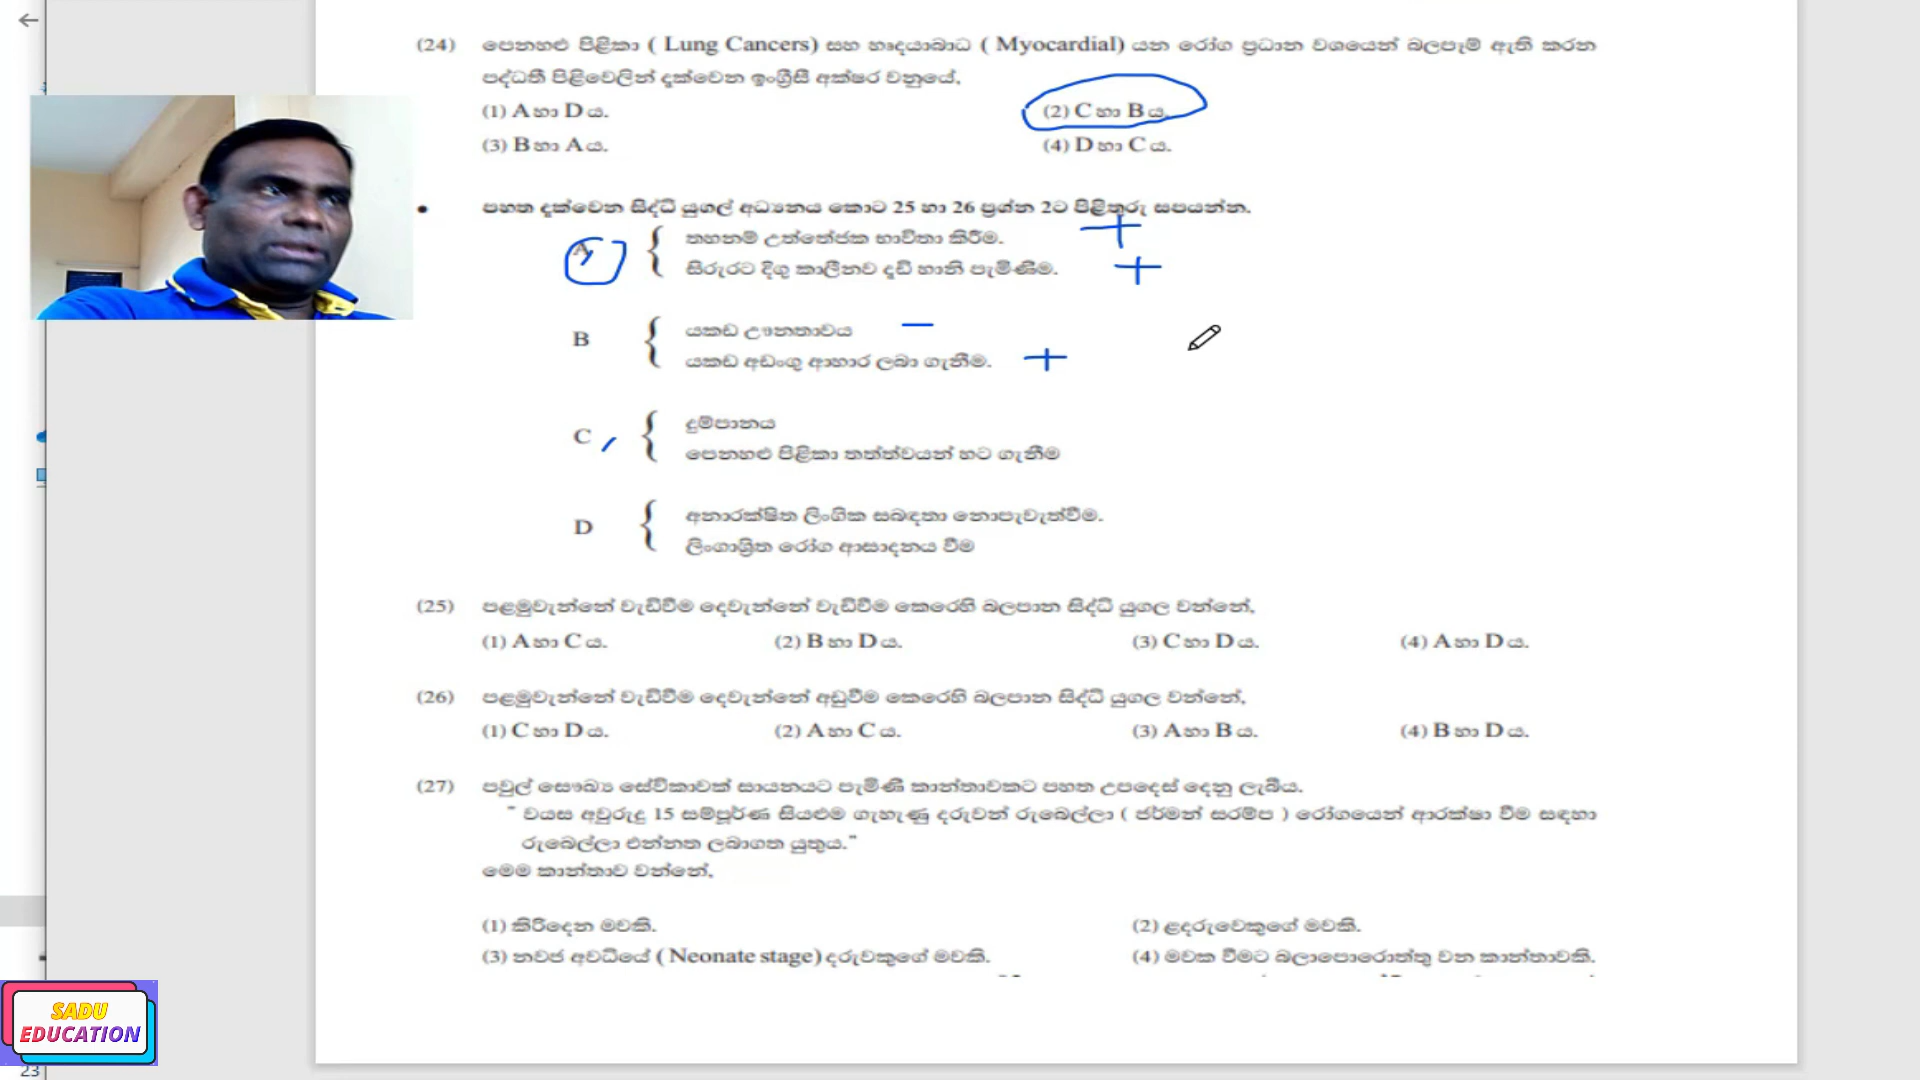 (24) පෙනහළු පිළිකා ( Lung Cancers) සහ හෘදයාබාධ ( Myocardial) යන රෝග ප්‍රධාන වශයෙන් බලපෑම් ඇති කරන
පද්ධතී පිළිවෙලින් දැක්වෙන ඉංග්‍රීසී අක්ෂර වනුයේ,
(1) A හා D ය. (2) C හා B ය.
(3) B හා A ය. (4) D හා C ය.
• පහත දැක්වෙන සිද්ධි යුගල් අධ්‍යනය කොට 25 හා 26 ප්‍රශ්න 2ට පිළිතුරු සපයන්න.
A { තහනම් උත්තේජක භාවිතා කිරීම. +
සිරුරට දිගු කාලීනව දැඩි හානි පැමිණීම. +
B { යකඩ ඌනතාවය −
යකඩ අඩංගු ආහාර ලබා ගැනීම. +
C { දුම්පානය
පෙනහළු පිළිකා තත්ත්වයන් හට ගැනීම
D { අනාරක්ෂිත ලිංගික සබඳතා නොපැවැත්වීම.
ලිංගාශ්‍රිත රෝග ආසාදනය වීම
(25) පළමුවැන්නේ වැඩිවීම දෙවැන්නේ වැඩිවීම කෙරෙහි බලපාන සිද්ධි යුගල වන්නේ,
(1) A හා C ය. (2) B හා D ය. (3) C හා D ය. (4) A හා D ය.
(26) පළමුවැන්නේ වැඩිවීම දෙවැන්නේ අඩුවීම කෙරෙහි බලපාන සිද්ධි යුගල වන්නේ,
(1) C හා D ය. (2) A හා C ය. (3) A හා B ය. (4) B හා D ය.
(27) පවුල් සෞඛ්‍ය සේවිකාවක් සායනයට පැමිණි කාන්තාවකට පහත උපදෙස් දෙනු ලැබීය.
" වයස අවුරුදු 15 සම්පූර්ණ සියළුම ගැහැණු දරුවන් රුබෙල්ලා ( ජර්මන් සරම්ප ) රෝගයෙන් ආරක්ෂා වීම සඳහා
රුබෙල්ලා එන්නත ලබාගත යුතුය."
මෙම කාන්තාව වන්නේ,
(1) කිරිදෙන මවකි. (2) ළදරුවෙකුගේ මවකි.
(3) නවජ අවධියේ ( Neonate stage) දරුවකුගේ මවකි. (4) මවක වීමට බලාපොරොත්තු වන කාන්තාවකි.
SADU
EDUCATION
23